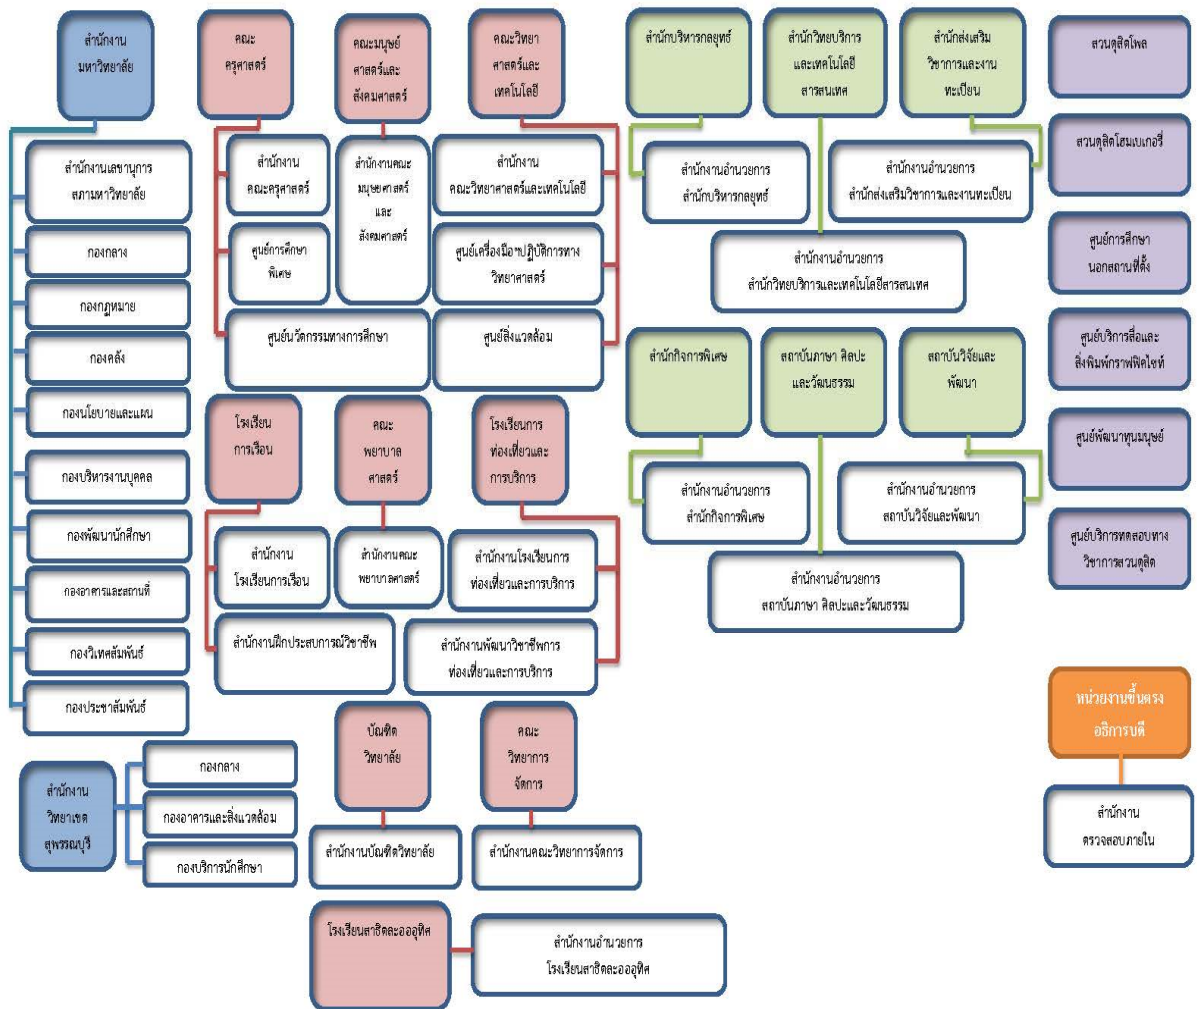 สำนักงาน
มหาวิทยาลัย
สำนักงานเลขานุการ
สภามหาวิทยาลัย
กองกลาง
กองกฎหมาย
กองคลัง
กองนโยบายและแผน
กองบริหารงานบุคคล
กองพัฒนานักศึกษา
กองอาคารและสถานที่
กองวิเทศสัมพันธ์
กองประชาสัมพันธ์
สำนักงาน
วิทยาเขต
สุพรรณบุรี
กองกลาง
กองอาคารและสิ่งแวดล้อม
กองบริการนักศึกษา
คณะ
ครุศาสตร์
สำนักงาน
คณะครุศาสตร์
ศูนย์การศึกษา
พิเศษ
ศูนย์นวัตกรรมทางการศึกษา
คณะมนุษย์
ศาสตร์และ
สังคมศาสตร์
สำนักงานคณะ
มนุษยศาสตร์
และ
สังคมศาสตร์
คณะวิทยา
ศาสตร์และ
เทคโนโลยี
สำนักงาน
คณะวิทยาศาสตร์และเทคโนโลยี
ศูนย์เครื่องมือฯปฏิบัติการทาง
วิทยาศาสตร์
ศูนย์สิ่งแวดล้อม
โรงเรียน
การเรือน
สำนักงาน
โรงเรียนการเรือน
สำนักงานฝึกประสบการณ์วิชาชีพ
คณะ
พยาบาล
ศาสตร์
สำนักงานคณะ
พยาบาลศาสตร์
โรงเรียนการ
ท่องเที่ยวและ
การบริการ
สำนักงานโรงเรียนการ
ท่องเที่ยวและการบริการ
สำนักงานพัฒนาวิชาชีพการ
ท่องเที่ยวและการบริการ
บัณฑิต
วิทยาลัย
สำนักงานบัณฑิตวิทยาลัย
คณะ
วิทยาการ
จัดการ
สำนักงานคณะวิทยาการจัดการ
โรงเรียนสาธิตละอออุทิศ
สำนักงานอำนวยการ
โรงเรียนสาธิตละอออุทิศ
สำนักบริหารกลยุทธ์
สำนักงานอำนวยการ
สำนักบริหารกลยุทธ์
สำนักวิทยบริการ
และเทคโนโลยี
สารสนเทศ
สำนักงานอำนวยการ
สำนักวิทยบริการและเทคโนโลยีสารสนเทศ
สำนักส่งเสริม
วิชาการและงาน
ทะเบียน
สำนักงานอำนวยการ
สำนักส่งเสริมวิชาการและงานทะเบียน
สำนักกิจการพิเศษ
สำนักงานอำนวยการ
สำนักกิจการพิเศษ
สถาบันภาษา ศิลปะ
และวัฒนธรรม
สำนักงานอำนวยการ
สถาบันภาษา ศิลปะและวัฒนธรรม
สถาบันวิจัยและ
พัฒนา
สำนักงานอำนวยการ
สถาบันวิจัยและพัฒนา
สวนดุสิตโพล
สวนดุสิตโฮมเบเกอรี่
ศูนย์การศึกษา
นอกสถานที่ตั้ง
ศูนย์บริการสื่อและ
สิ่งพิมพ์กราฟฟิคไซท์
ศูนย์พัฒนาทุนมนุษย์
ศูนย์บริการทดสอบทาง
วิชาการสวนดุสิต
หน่วยงานขึ้นตรง
อธิการบดี
สำนักงาน
ตรวจสอบภายใน